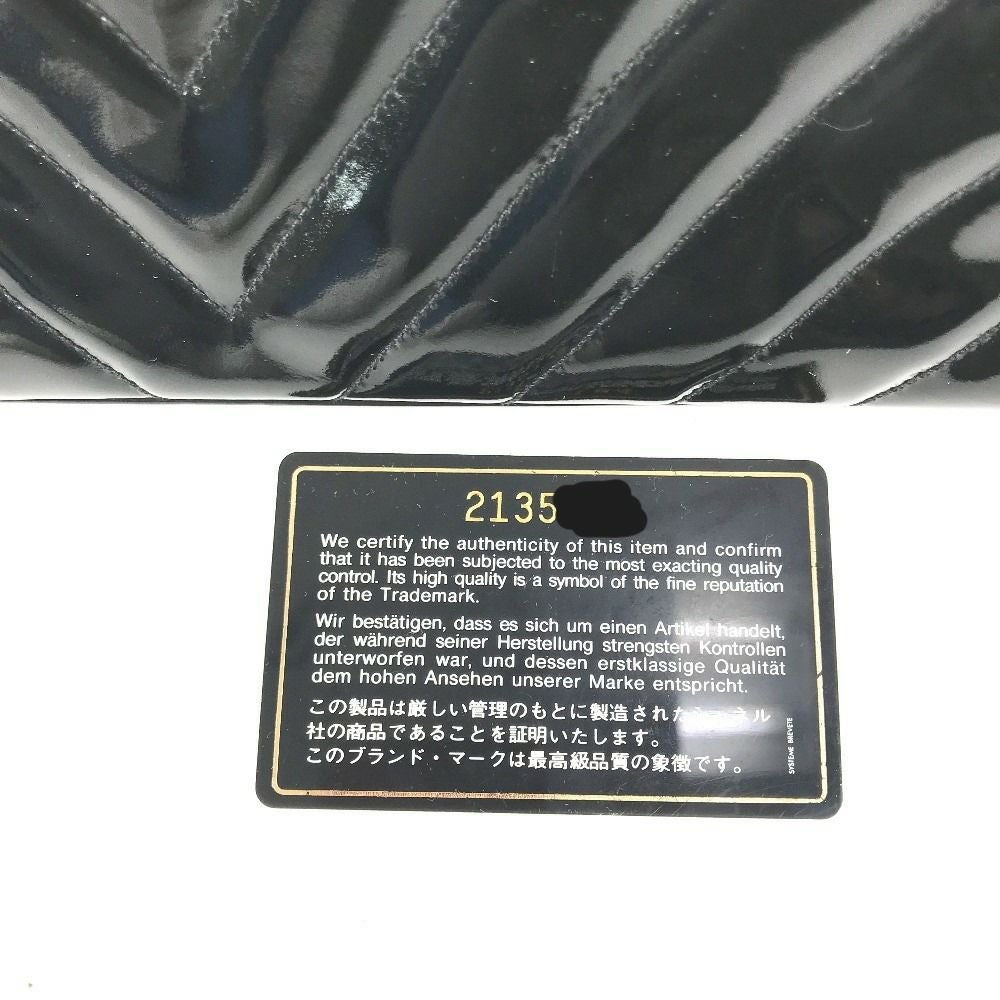 2135
We certify the authenticity of this item and confirm
that it has been subjected to the most exacting quality
control. Its high quality is a symbol of the fine reputation
of the Trademark.
Wir bestätigen, dass es sich um einen Artikel handelt,
der während seiner Herstellung strengsten Kontrollen
unterworfen war, und dessen erstklassige Qualität
dem hohen Ansehen unserer Marke entspricht.
この製品は厳しい管理のもとに製造されたシャネル
社の商品であることを証明いたします。
このブランド・マークは最高級品質の象徴です。
SYSTEME BREVETE